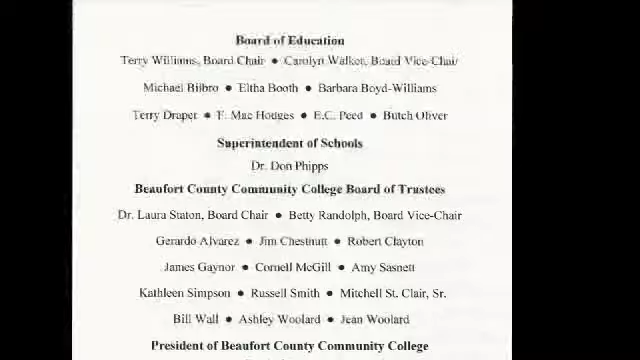 Board of Education
Terry Williams, Board Chair ● Carolyn Walker, Board Vice-Chair
Michael Bilbro ● Eltha Booth ● Barbara Boyd-Williams
Terry Draper ● F. Mac Hodges ● E.C. Peed ● Butch Oliver
Superintendent of Schools
Dr. Don Phipps
Beaufort County Community College Board of Trustees
Dr. Laura Staton, Board Chair ● Betty Randolph, Board Vice-Chair
Gerardo Alvarez ● Jim Chestnutt ● Robert Clayton
James Gaynor ● Cornell McGill ● Amy Sasnett
Kathleen Simpson ● Russell Smith ● Mitchell St. Clair, Sr.
Bill Wall ● Ashley Woolard ● Jean Woolard
President of Beaufort County Community College